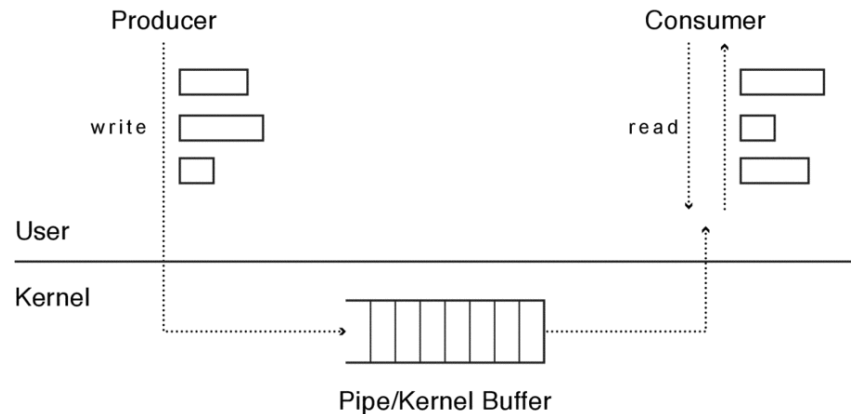 Producer
Consumer
write
read
User
Kernel
Pipe/Kernel Buffer